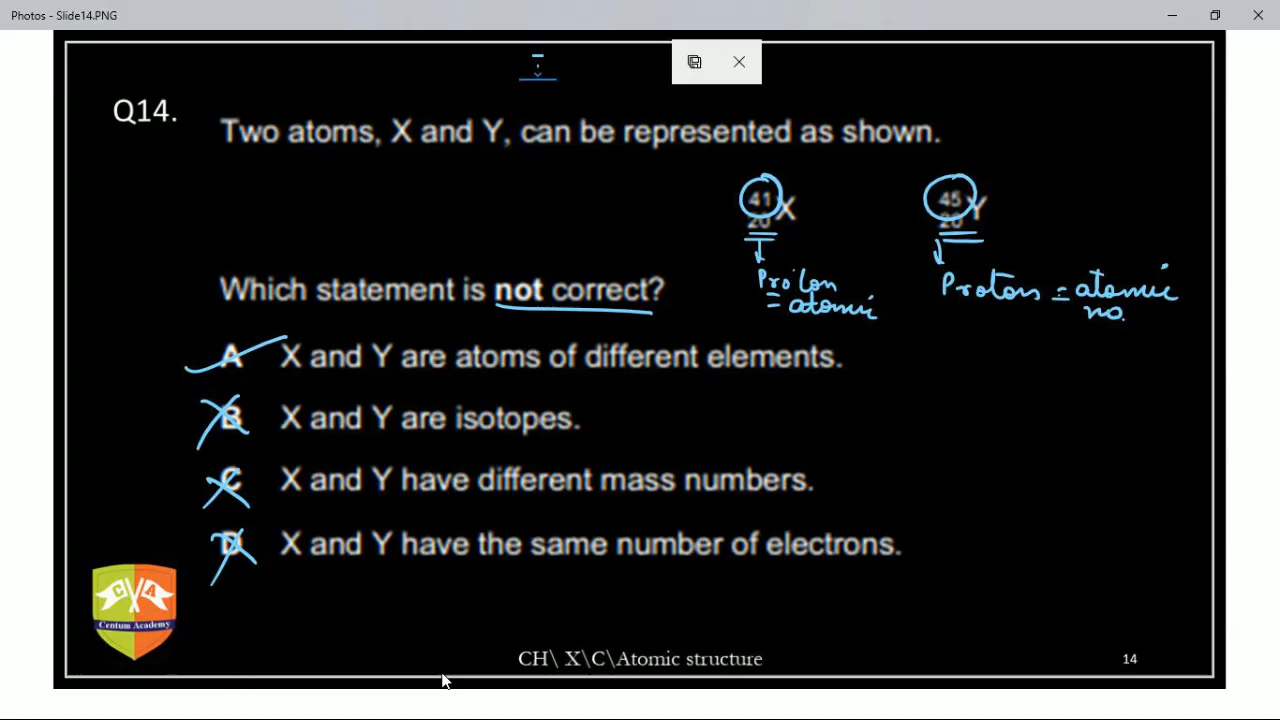 Photos - Slide14.PNG
Q14.
Two atoms, X and Y, can be represented as shown.
41 X 45 Y
20 20
Proton Proton = atomic
= atomic no.
Which statement is not correct?
A X and Y are atoms of different elements.
B X and Y are isotopes.
C X and Y have different mass numbers.
D X and Y have the same number of electrons.
C A
Centum Academy
CH\ X\C\Atomic structure
14